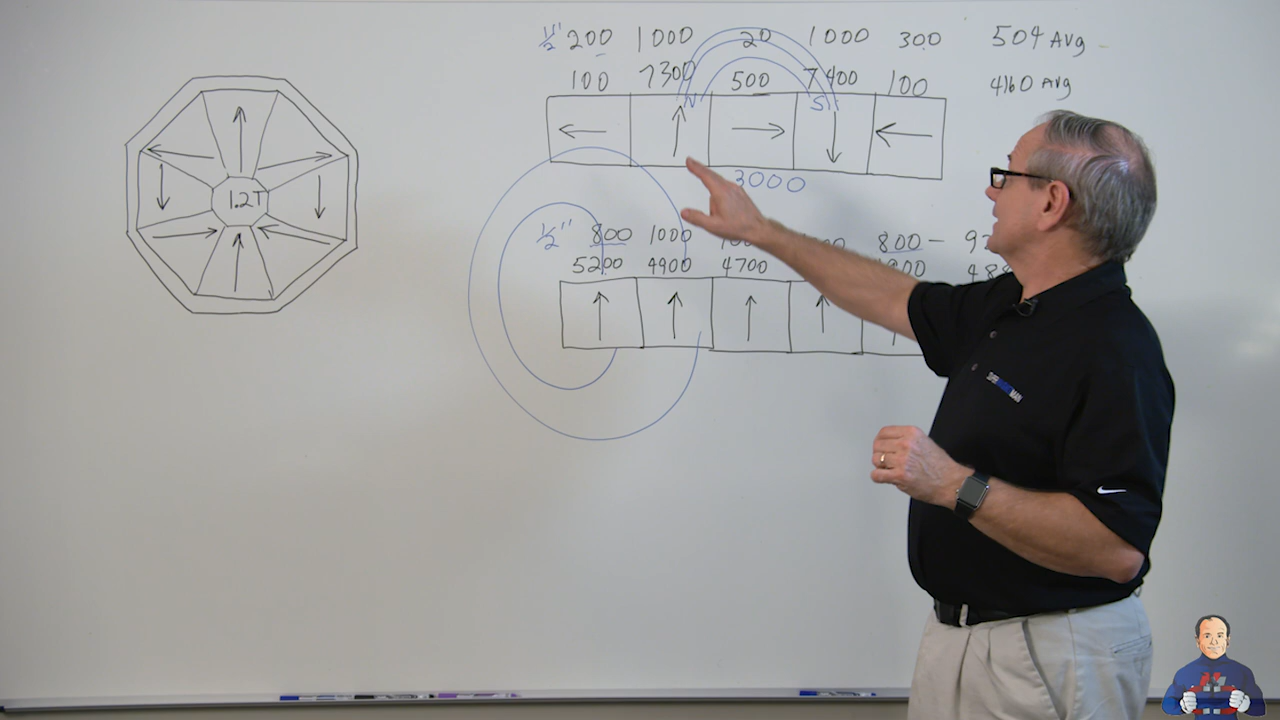 1/2" 200 1000 20 1000 300 504 Avg
100 7300 500 7400 100 4160 Avg
N S
3000
1.2T
1/2" 800 1000 800 –
5200 4900 4700